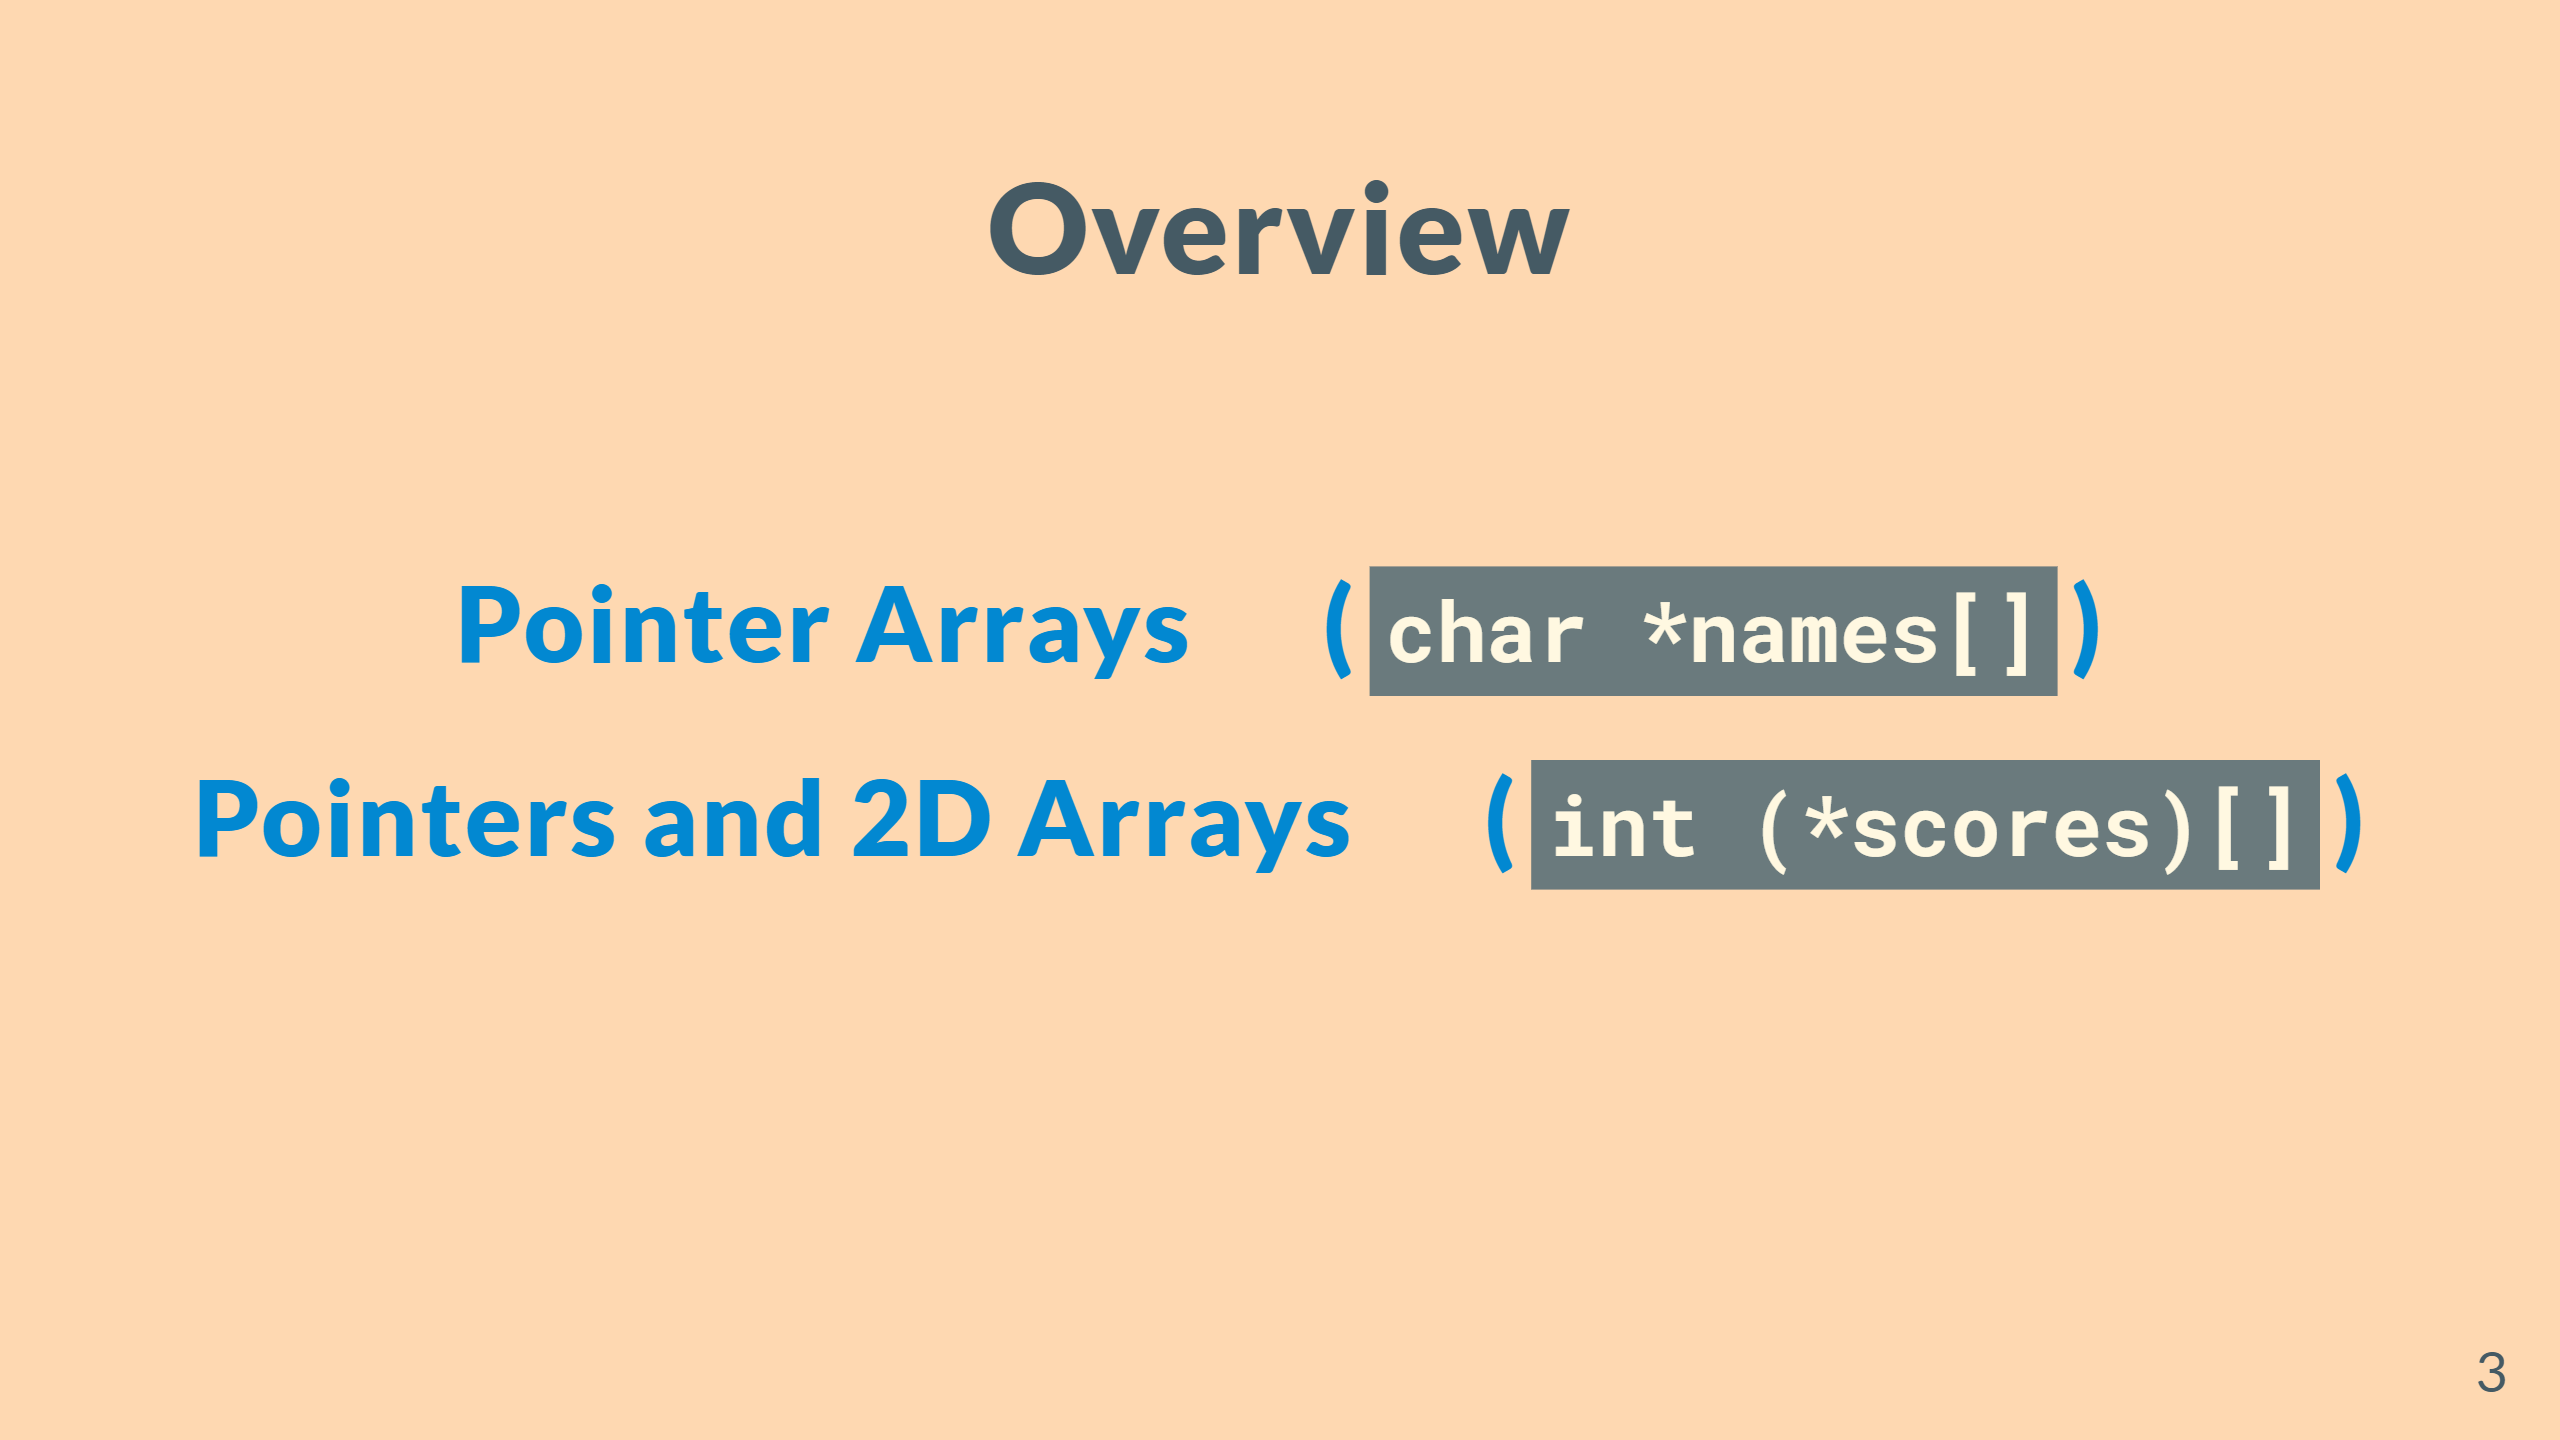 Overview
Pointer Arrays (char *names[])
Pointers and 2D Arrays (int (*scores)[])
3